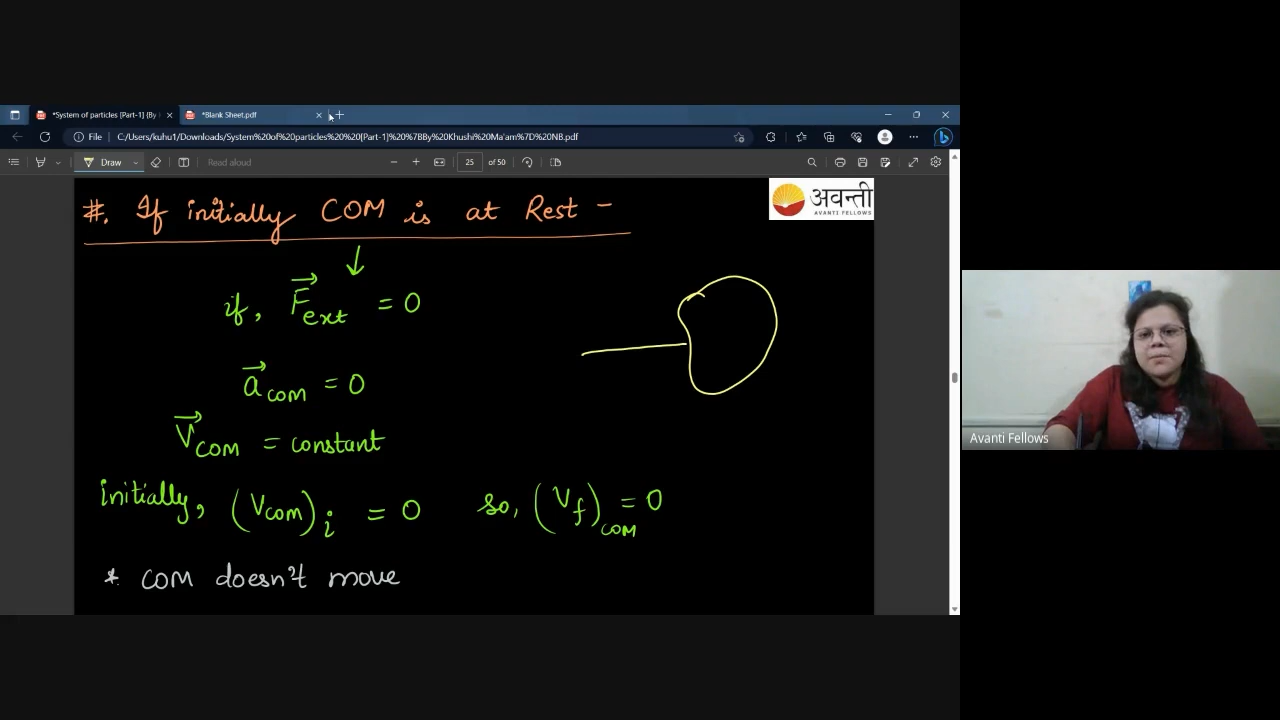 *System of particles [Part-1] {By
*Blank Sheet.pdf
File
C:/Users/kuhu1/Downloads/System%20of%20particles%20%20[Part-1]%20%7BBy%20Khushi%20Ma'am%7D%20NB.pdf
Draw
Read aloud
25 of 50
#. If initially COM is at Rest -
अवन्ती
AVANTI FELLOWS
if, F ext = 0
a COM = 0
V COM = constant
initially, (Vcom) i = 0 so, (Vf) COM = 0
* COM doesn't move
Avanti Fellows